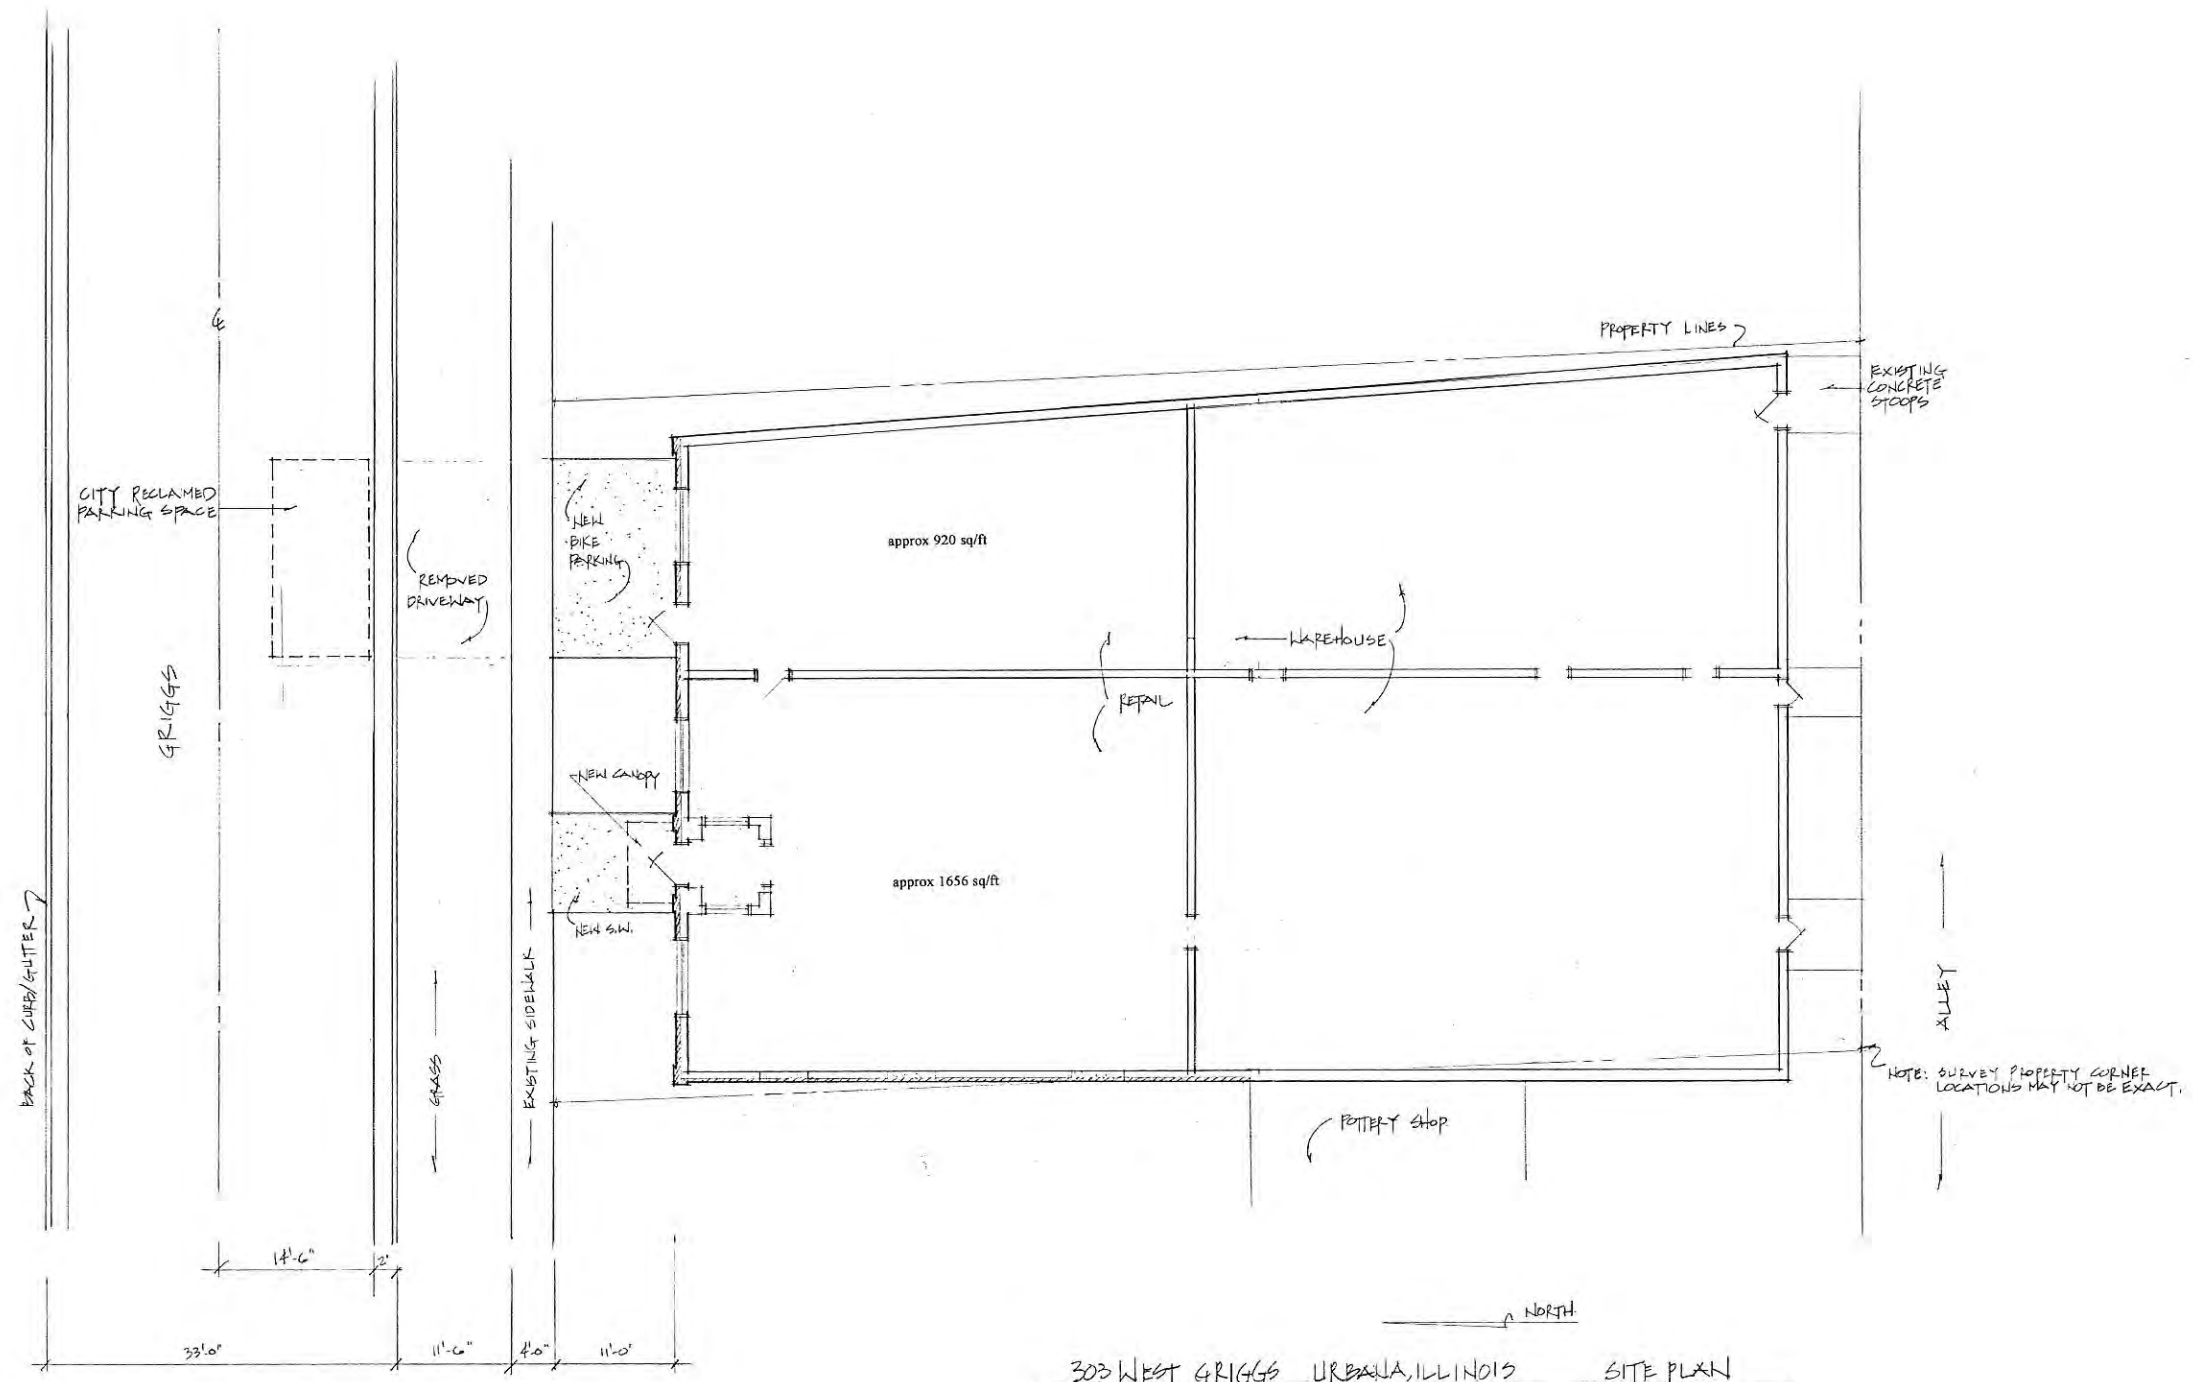 PROPERTY LINES
EXISTING
CONCRETE
STOOPS
CITY RECLAIMED
PARKING SPACE
NEW
BIKE
PARKING
approx 920 sq/ft
REMOVED
DRIVEWAY
WAREHOUSE
RETAIL
GRIGGS
NEW CANOPY
approx 1656 sq/ft
NEW S.W.
BACK OF CURB/GUTTER
GRASS
EXISTING SIDEWALK
ALLEY
NOTE: SURVEY PROPERTY CORNER
LOCATIONS MAY NOT BE EXACT.
POTTERY SHOP
14'-6"
2'
NORTH
33'-0"
11'-6"
4'-0"
11'-0"
303 WEST GRIGGS URBANA, ILLINOIS SITE PLAN